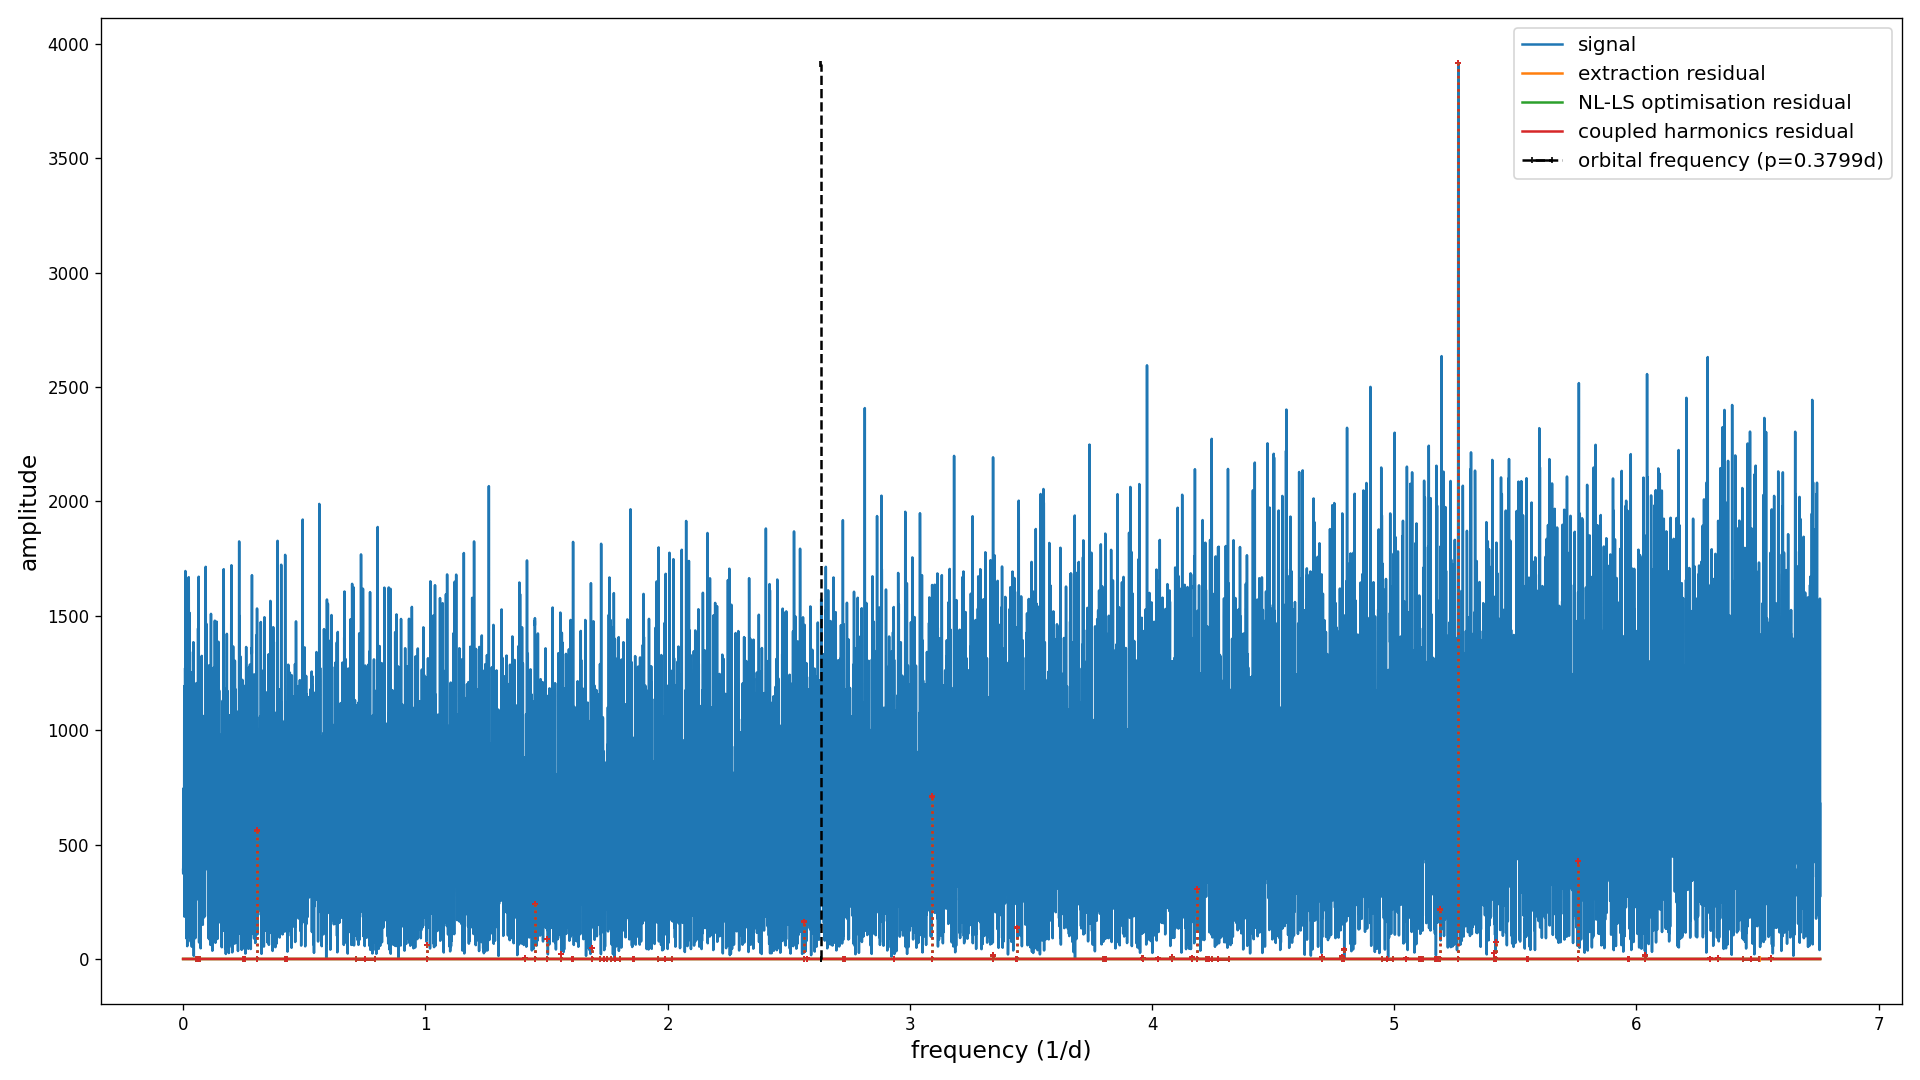 4000
3500
3000
2500
2000
1500
1000
500
0
amplitude
0 1 2 3 4 5 6 7
frequency (1/d)
signal
extraction residual
NL-LS optimisation residual
coupled harmonics residual
orbital frequency (p=0.3799d)